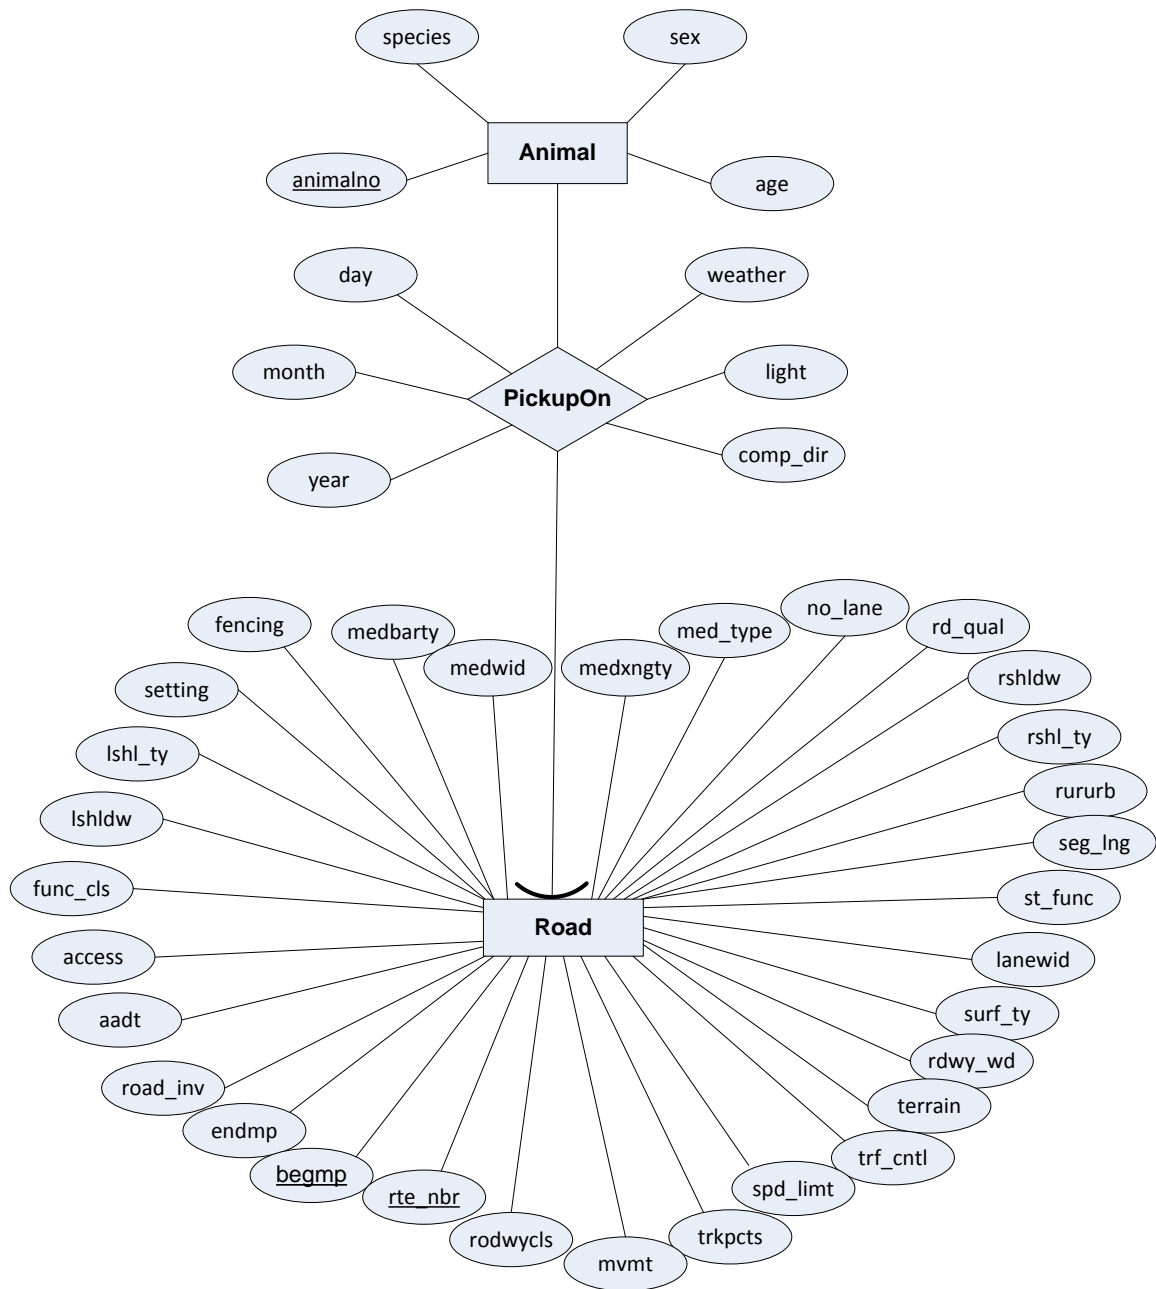 species
sex
Animal
animalno
age
day
weather
month
light
PickupOn
comp_dir
year
fencing
medbarty
medwid
medxngty
med_type
no_lane
rd_qual
setting
rshldw
lshl_ty
rshl_ty
rururb
lshldw
seg_lng
func_cls
st_func
Road
access
lanewid
aadt
surf_ty
rdwy_wd
road_inv
terrain
endmp
trf_cntl
begmp
rte_nbr
spd_limt
rodwycls
trkpcts
mvmt